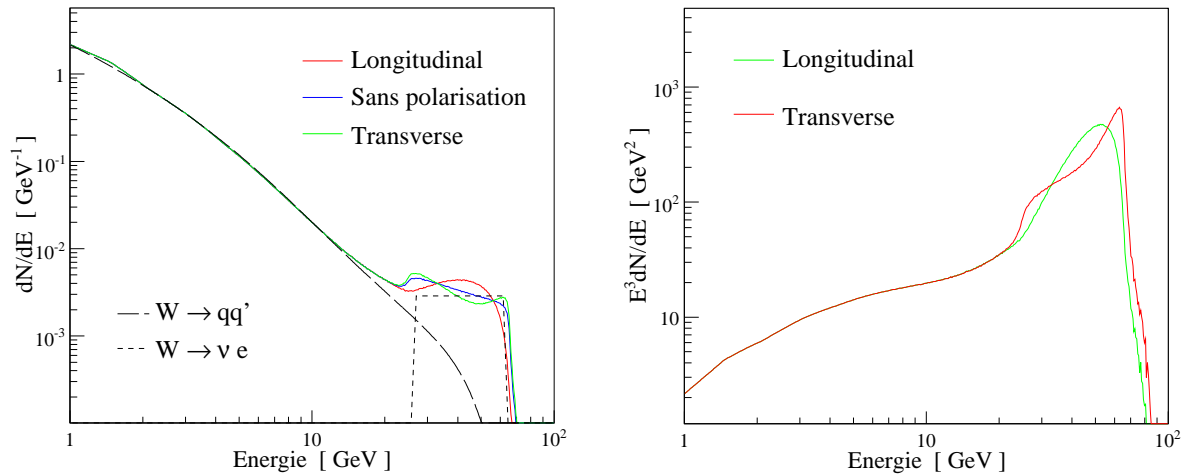 dN/dE [ GeV⁻¹ ]
1
10⁻¹
10⁻²
10⁻³
Longitudinal
Sans polarisation
Transverse
W → qq’
W → ν e
1
10
10²
Energie [ GeV ]
E³dN/dE [ GeV² ]
10³
10²
10
Longitudinal
Transverse
1
10
10²
Energie [ GeV ]